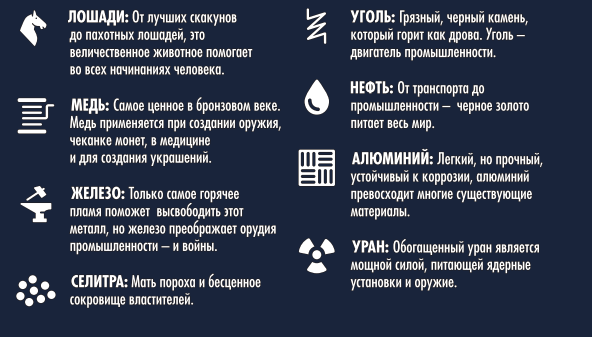 ЛОШАДИ: От лучших скакунов
до пахотных лошадей, это
величественное животное помогает
во всех начинаниях человека.
МЕДЬ: Самое ценное в бронзовом веке.
Медь применяется при создании оружия,
чеканке монет, в медицине
и для создания украшений.
ЖЕЛЕЗО: Только самое горячее
пламя поможет высвободить этот
металл, но железо преображает орудия
промышленности – и войны.
СЕЛИТРА: Мать пороха и бесценное
сокровище властителей.
УГОЛЬ: Грязный, черный камень,
который горит как дрова. Уголь –
двигатель промышленности.
НЕФТЬ: От транспорта до
промышленности – черное золото
питает весь мир.
АЛЮМИНИЙ: Легкий, но прочный,
устойчивый к коррозии, алюминий
превосходит многие существующие
материалы.
УРАН: Обогащенный уран является
мощной силой, питающей ядерные
установки и оружие.